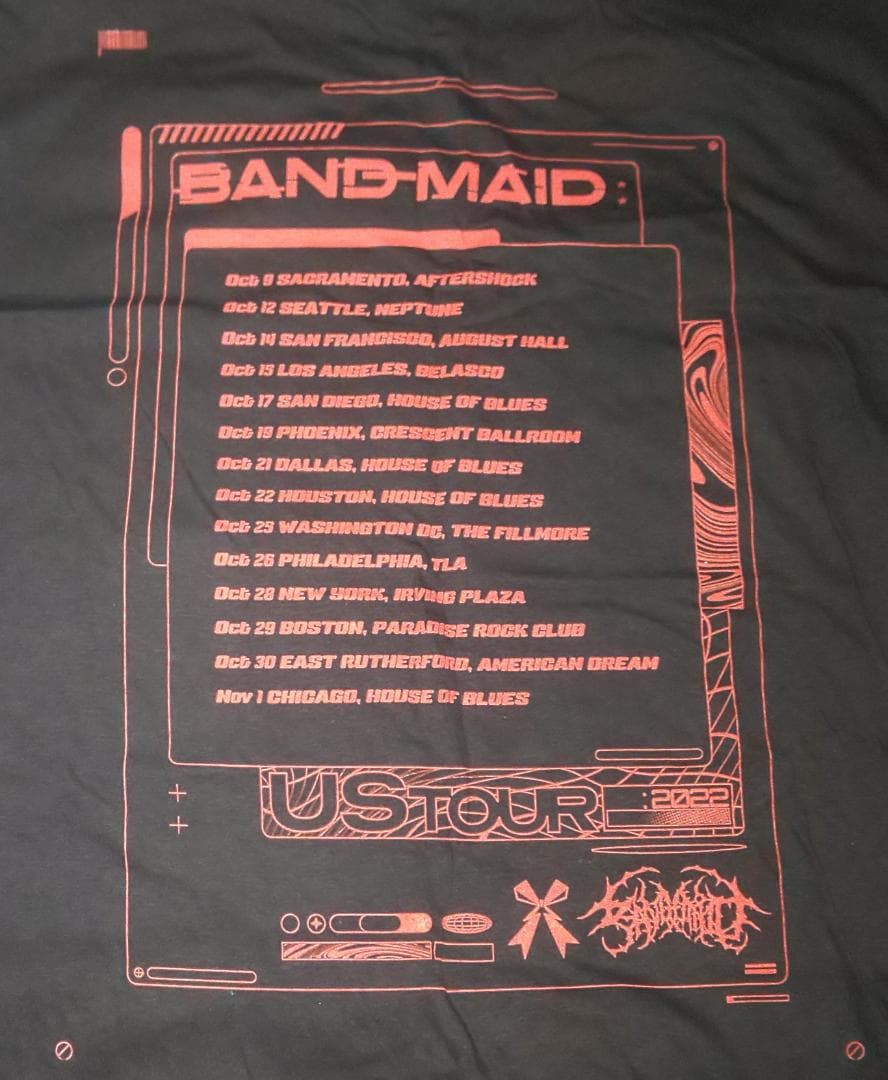 BAND-MAID
Oct 9 SACRAMENTO, AFTERSHOCK
Oct 12 SEATTLE, NEPTUNE
Oct 14 SAN FRANCISCO, AUGUST HALL
Oct 15 LOS ANGELES, BELASCO
Oct 17 SAN DIEGO, HOUSE OF BLUES
Oct 19 PHOENIX, CRESCENT BALLROOM
Oct 21 DALLAS, HOUSE OF BLUES
Oct 22 HOUSTON, HOUSE OF BLUES
Oct 25 WASHINGTON DC, THE FILLMORE
Oct 26 PHILADELPHIA, TLA
Oct 28 NEW YORK, IRVING PLAZA
Oct 29 BOSTON, PARADISE ROCK CLUB
Oct 30 EAST RUTHERFORD, AMERICAN DREAM
Nov 1 CHICAGO, HOUSE OF BLUES
US TOUR :2022
BAND-MAID